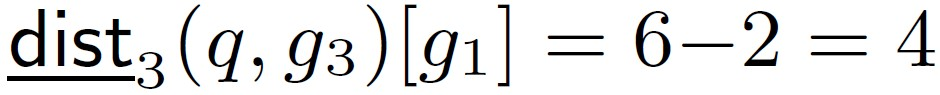 dist₃(q, g₃)[g₁] = 6−2 = 4